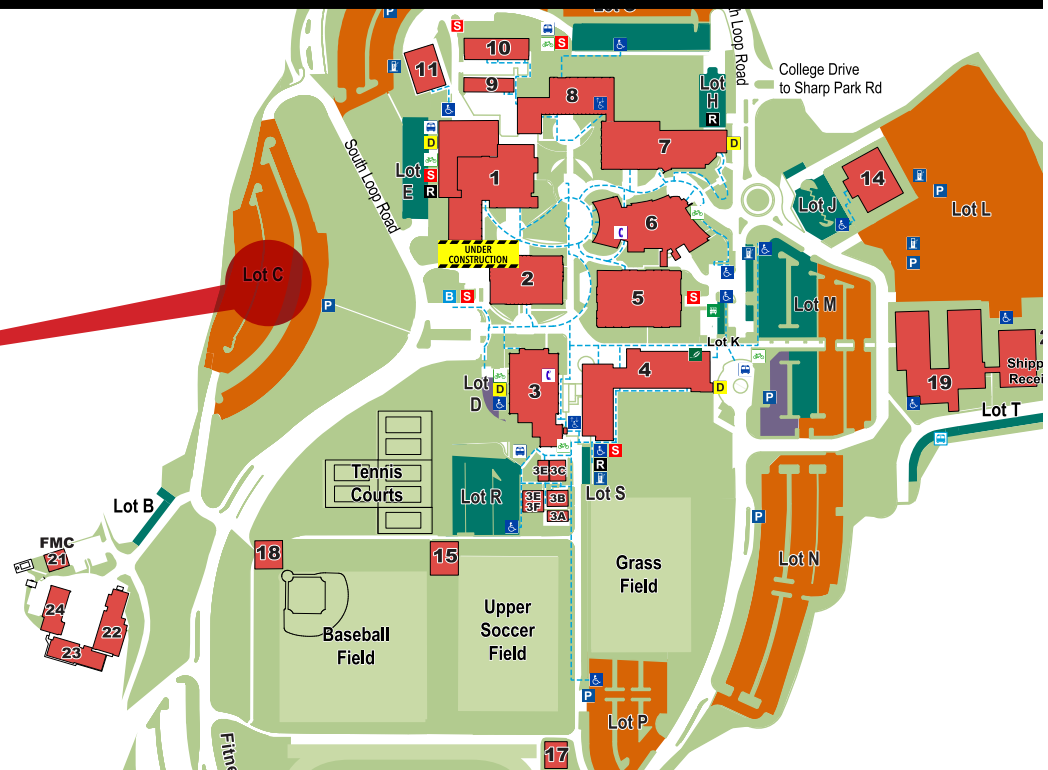 S
10
S
h Loop Road
College Drive
to Sharp Park Rd
11
9
8
Lot
H
R
D
7
D
Lot
E
S
R
1
South Loop Road
14
P
Lot J
Lot L
6
UNDER
CONSTRUCTION
P
Lot C
2
B
S
5
S
P
Lot M
Lot K
4
3
Lot
D
D
D
P
19
Shipp
Recei
Lot T
S
R
3E
3C
Tennis
Courts
Lot R
3E
3F
3B
3A
Lot S
Lot B
P
FMC
21
18
15
Grass
Field
Lot N
24
22
23
Baseball
Field
Upper
Soccer
Field
P
Lot P
Fitne
17